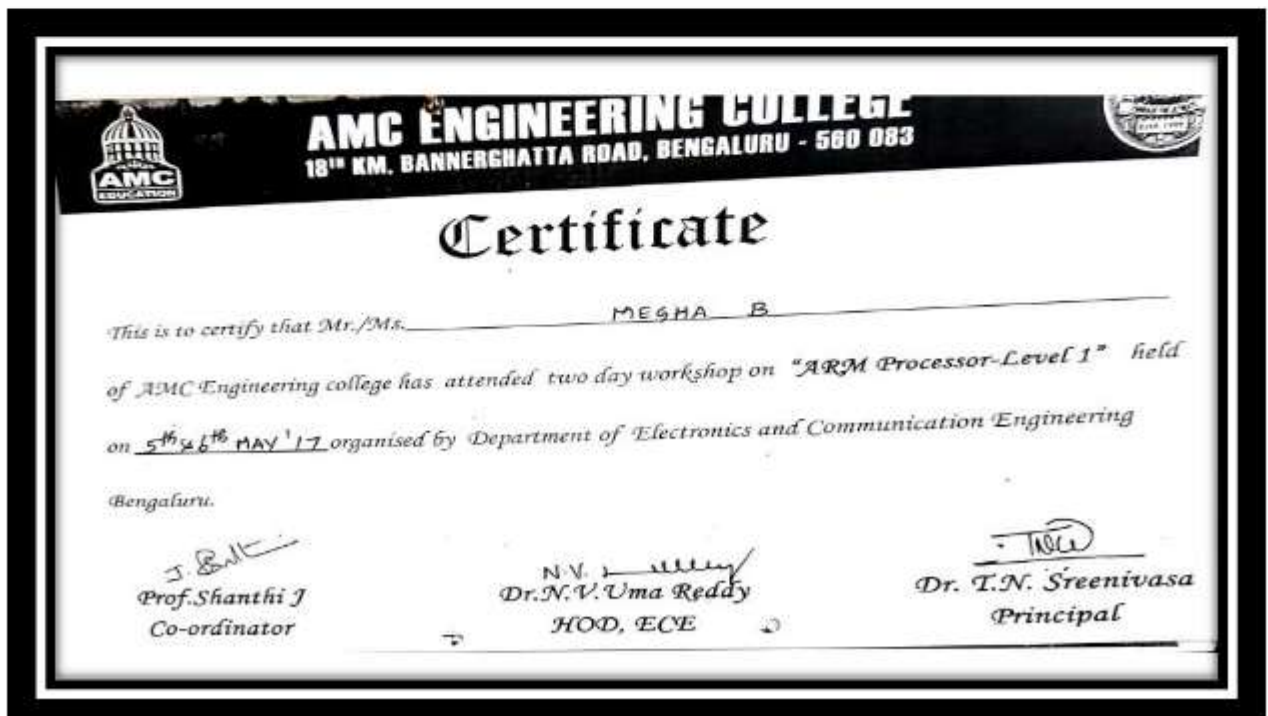 AMC ENGINEERING COLLEGE
18TH KM, BANNERGHATTA ROAD, BENGALURU - 560 083
AMC
EDUCATION
Certificate
This is to certify that Mr./Ms. MEGHA B
of AMC Engineering college has attended two day workshop on "ARM Processor-Level 1" held
on 5th & 6th MAY '17 organised by Department of Electronics and Communication Engineering
Bengaluru.
J.
N.V.
Prof.Shanthi J
Dr.N.V.Uma Reddy
Dr. T.N. Sreenivasa
Co-ordinator
HOD, ECE
Principal